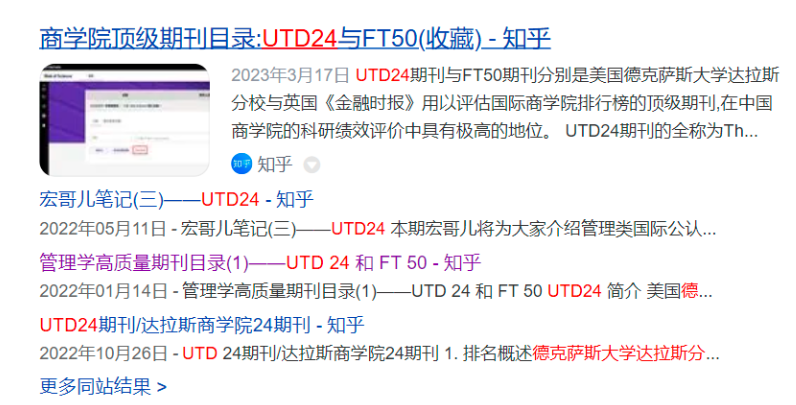 商学院顶级期刊目录:UTD24与FT50(收藏) - 知乎
2023年3月17日 UTD24期刊与FT50期刊分别是美国德克萨斯大学达拉斯
分校与英国《金融时报》用以评估国际商学院排行榜的顶级期刊,在中国
商学院的科研绩效评价中具有极高的地位。 UTD24期刊的全称为Th...
知乎 知乎
宏哥儿笔记(三)——UTD24 - 知乎
2022年05月11日 - 宏哥儿笔记(三)——UTD24 本期宏哥儿将为大家介绍管理类国际公认...
管理学高质量期刊目录(1)——UTD 24 和 FT 50 - 知乎
2022年01月14日 - 管理学高质量期刊目录(1)——UTD 24 和 FT 50 UTD24 简介 美国德...
UTD24期刊/达拉斯商学院24期刊 - 知乎
2022年10月26日 - UTD 24期刊/达拉斯商学院24期刊 1. 排名概述德克萨斯大学达拉斯分...
更多同站结果 >